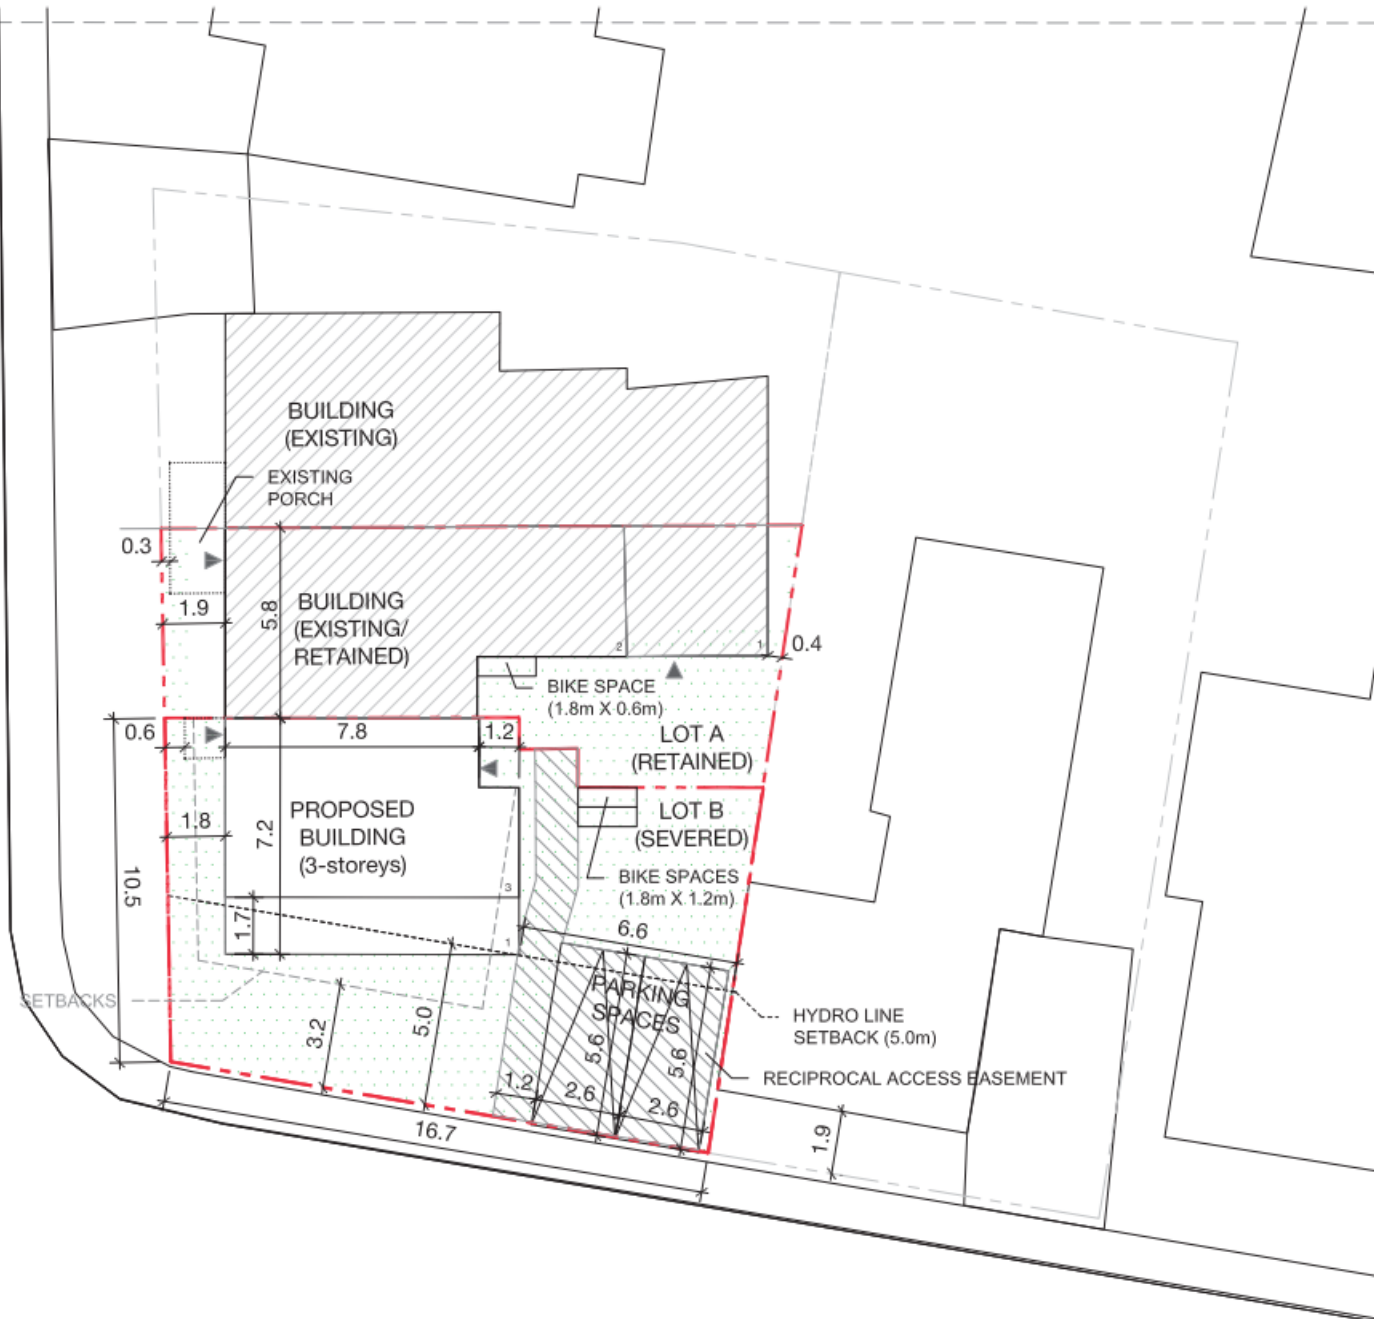 BUILDING
(EXISTING)
EXISTING
PORCH
0.3
1.9
5.8
BUILDING
(EXISTING/
RETAINED)
2
1
0.4
BIKE SPACE
(1.8m X 0.6m)
0.6
7.8
1.2
LOT A
(RETAINED)
1.8
7.2
PROPOSED
BUILDING
(3-storeys)
LOT B
(SEVERED)
10.5
3
BIKE SPACES
(1.8m X 1.2m)
1.7
1
6.6
SETBACKS
3.2
5.0
PARKING
SPACES
5.6
5.6
HYDRO LINE
SETBACK (5.0m)
1.2
2.6
2.6
RECIPROCAL ACCESS EASEMENT
16.7
1.9